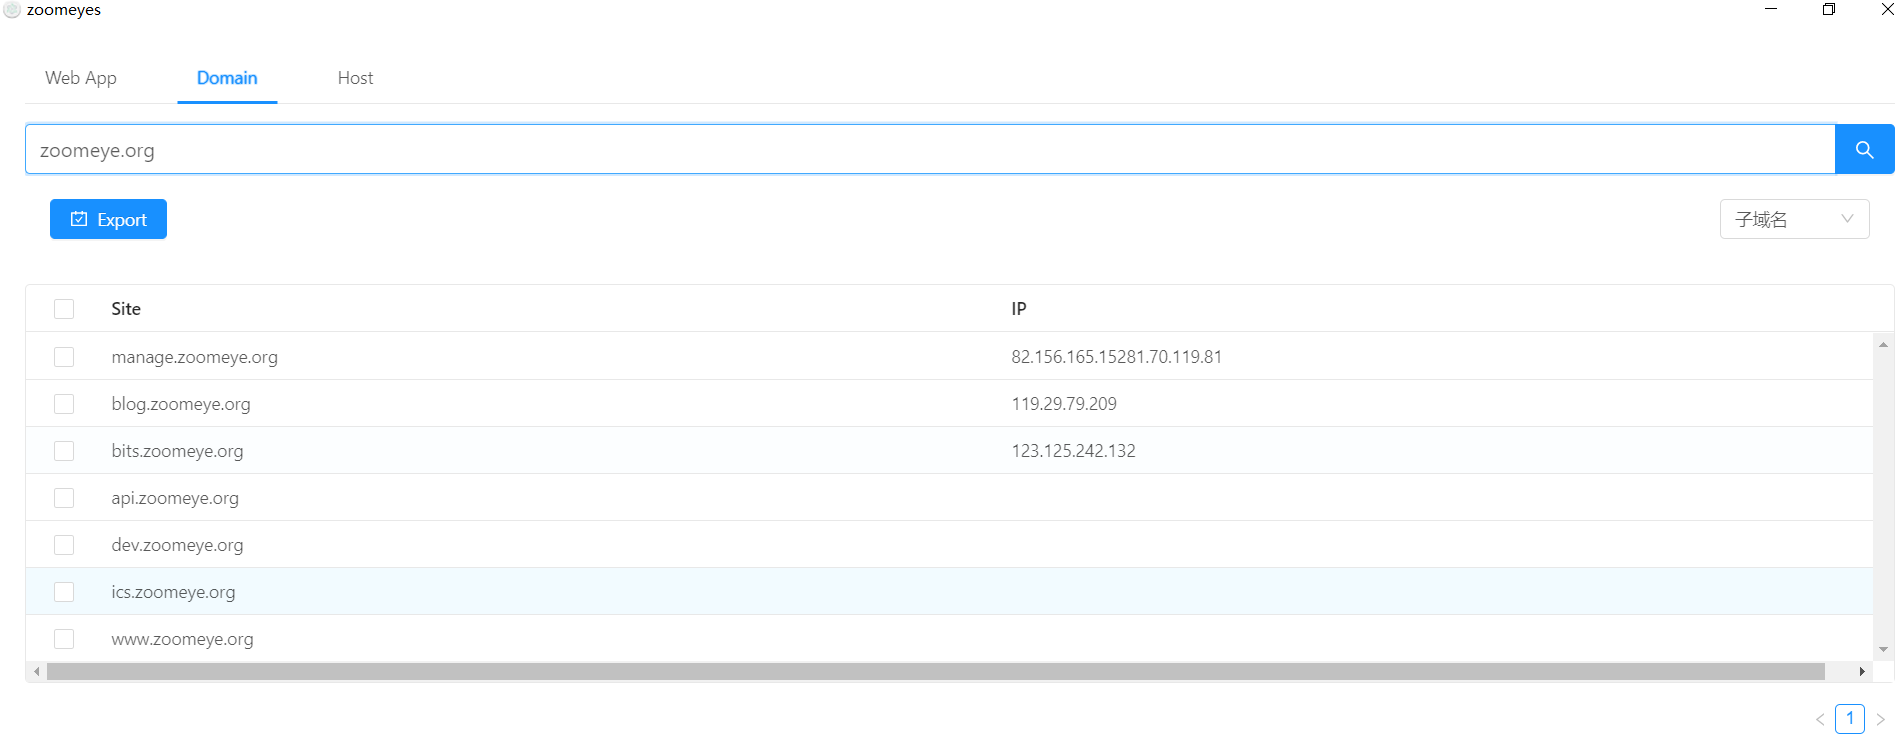 zoomeyes
Web App Domain Host
zoomeye.org
Export 子域名
Site IP
manage.zoomeye.org 82.156.165.15281.70.119.81
blog.zoomeye.org 119.29.79.209
bits.zoomeye.org 123.125.242.132
api.zoomeye.org
dev.zoomeye.org
ics.zoomeye.org
www.zoomeye.org
1